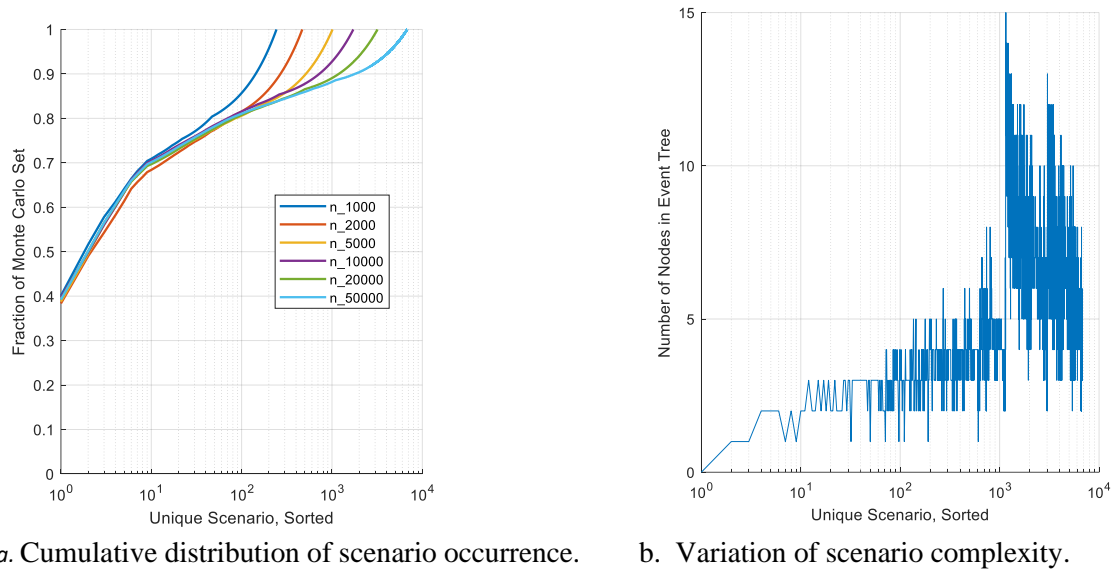 1
0.9
0.8
0.7
0.6
0.5
0.4
0.3
0.2
0.1
0
Fraction of Monte Carlo Set
n_1000
n_2000
n_5000
n_10000
n_20000
n_50000
10^0 10^1 10^2 10^3 10^4
Unique Scenario, Sorted
15
10
5
0
Number of Nodes in Event Tree
10^0 10^1 10^2 10^3 10^4
Unique Scenario, Sorted
a. Cumulative distribution of scenario occurrence.
b. Variation of scenario complexity.